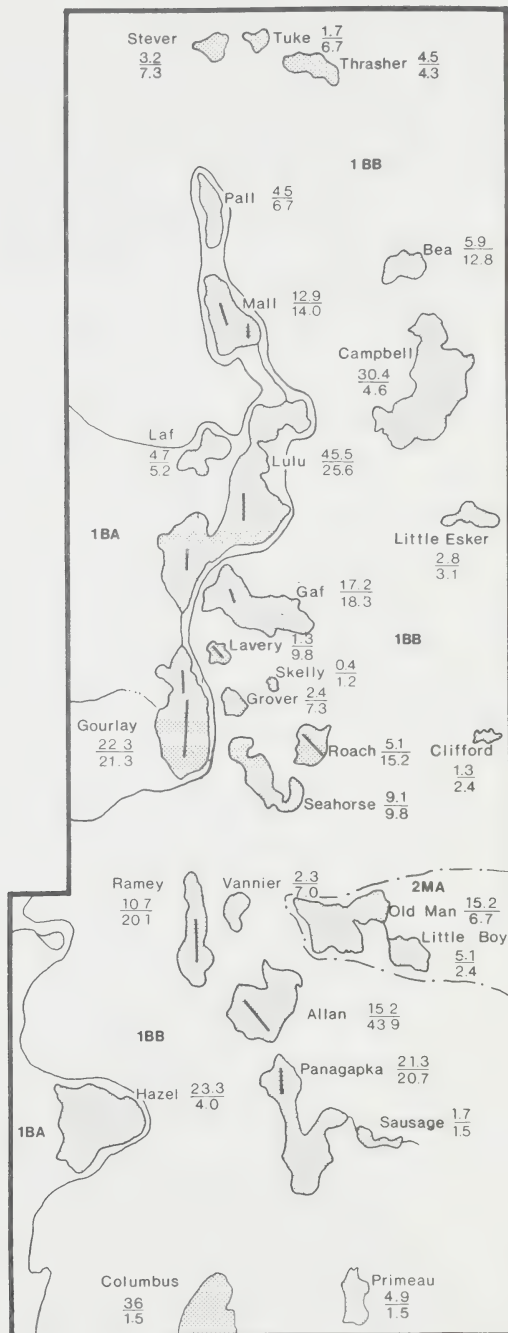 Stever
3.2
7.3
Tuke 1.7
6.7
Thrasher 4.5
4.3
1BB
Pall 4.5
6.7
Bea 5.9
12.8
Mall 12.9
14.0
Campbell
30.4
4.6
Laf
4.7
5.2
Lulu 45.5
25.6
1BA
Little Esker
2.8
3.1
Gaf 17.2
18.3
1BB
Lavery 1.3
9.8
Skelly 0.4
1.2
Grover 2.4
7.3
Gourlay
22.3
21.3
Roach 5.1
15.2
Clifford
1.3
2.4
Seahorse 9.1
9.8
Ramey
10.7
20.1
Vannier 2.3
7.0
2MA
Old Man 15.2
6.7
Little Boy
5.1
2.4
Allan 15.2
43.9
1BB
Panagapka 21.3
20.7
Hazel 23.3
4.0
1BA
Sausage 1.7
1.5
Columbus
36
1.5
Primeau
4.9
1.5